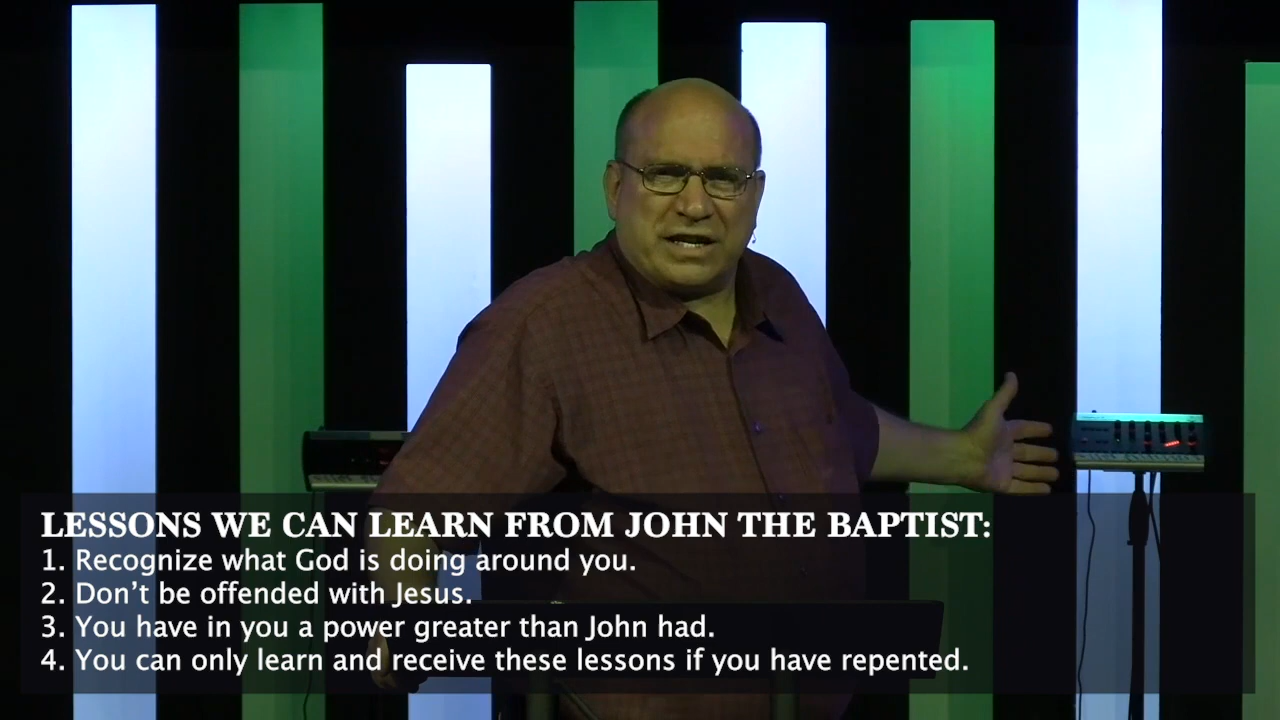 LESSONS WE CAN LEARN FROM JOHN THE BAPTIST:
1. Recognize what God is doing around you.
2. Don't be offended with Jesus.
3. You have in you a power greater than John had.
4. You can only learn and receive these lessons if you have repented.